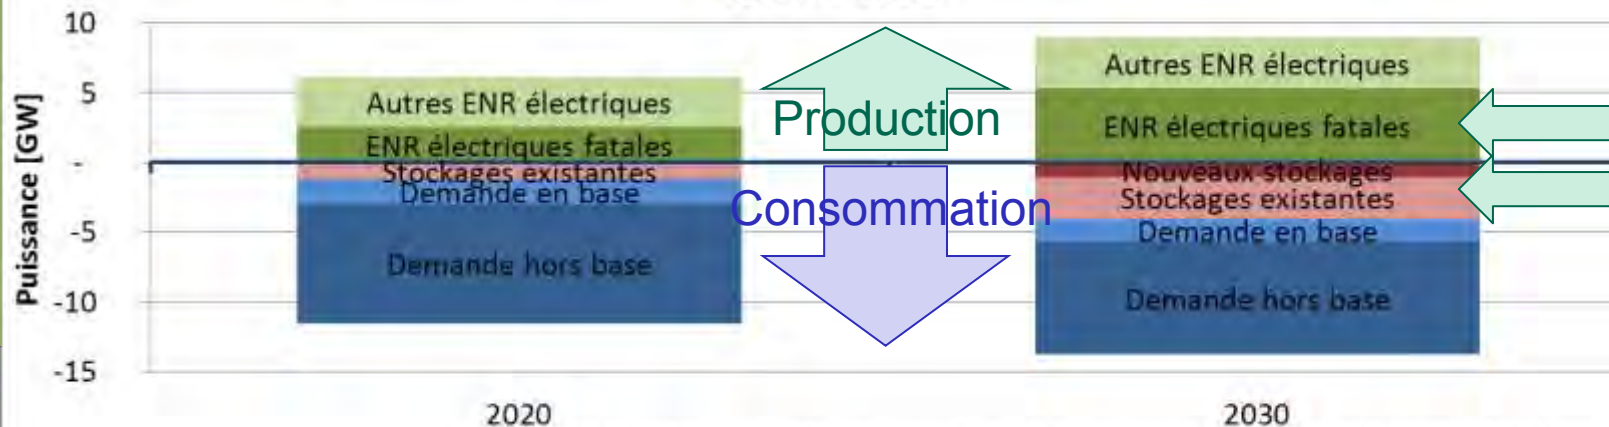 10
5
-
-5
-10
-15
Puissance [GW]
Autres ENR électriques
ENR électriques fatales
Stockages existantes
Demande en base
Demande hors base
Production
Consommation
Autres ENR électriques
ENR électriques fatales
Nouveaux stockages
Stockages existantes
Demande en base
Demande hors base
2020
2030